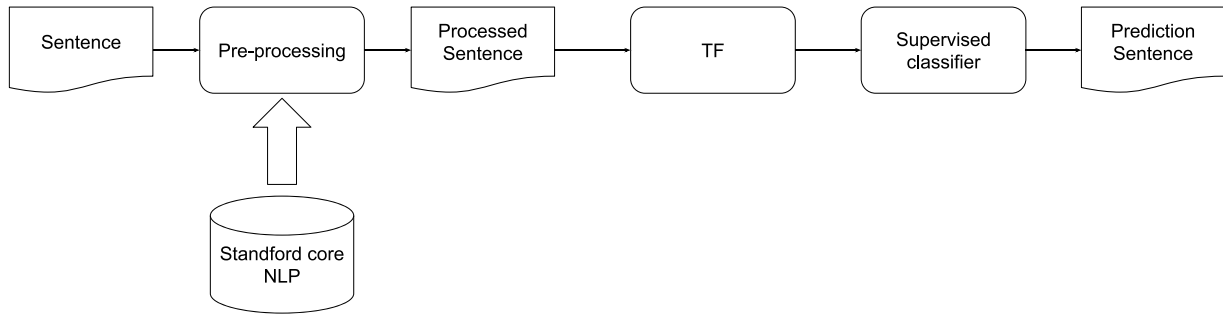 Sentence
Pre-processing
Processed
Sentence
TF
Supervised
classifier
Prediction
Sentence
Standford core
NLP